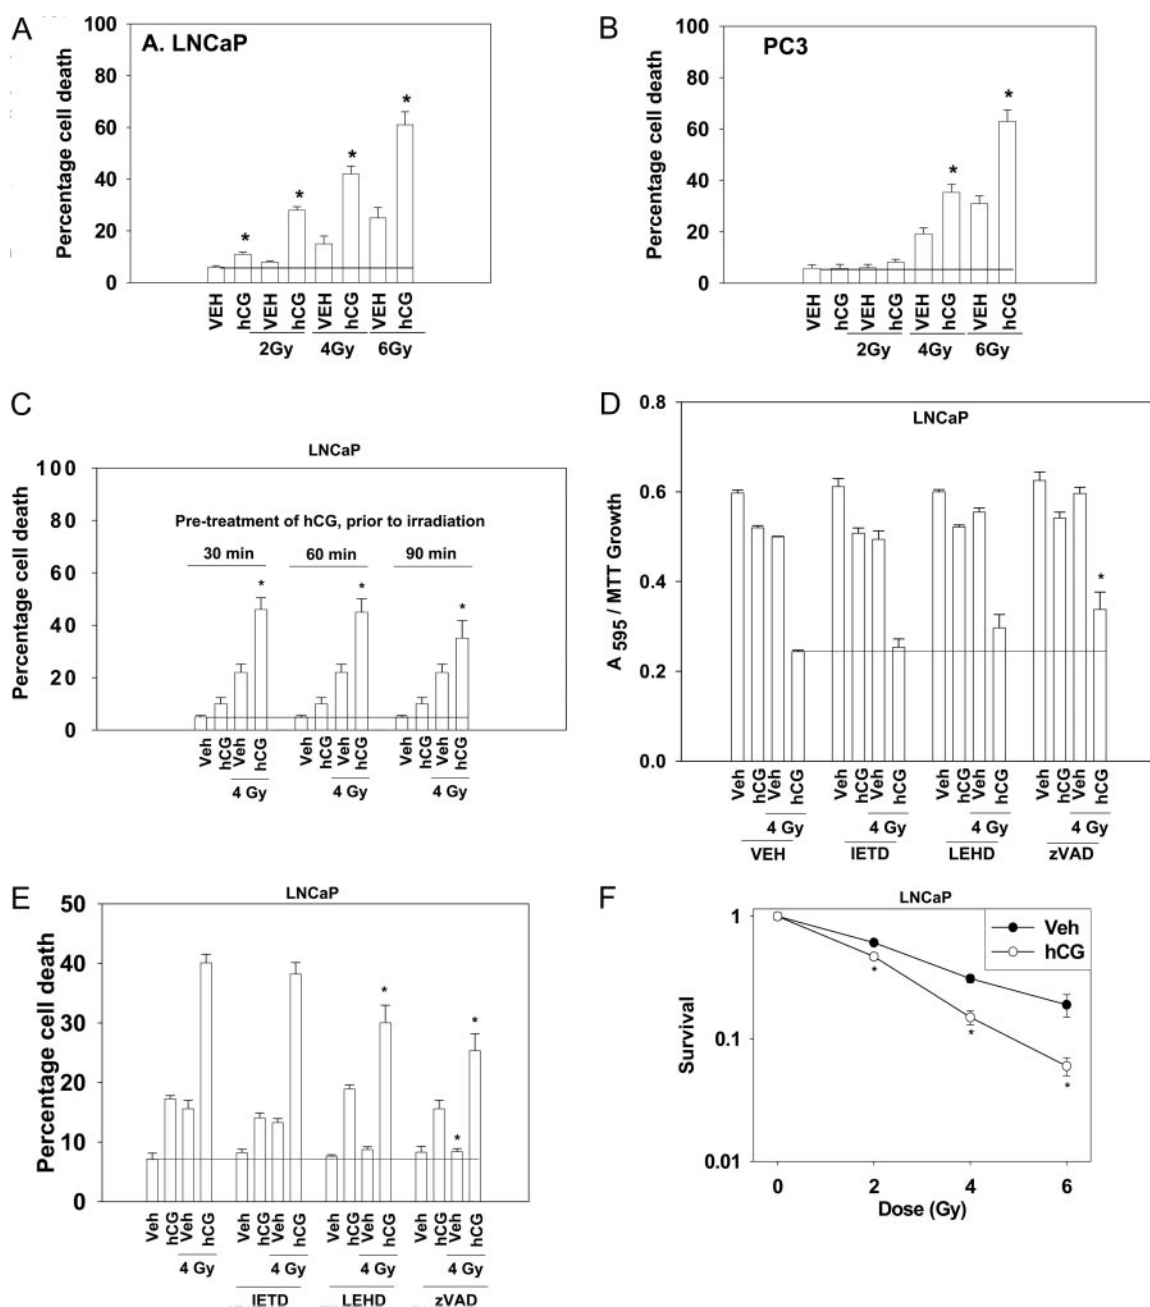 A
A. LNCaP
Percentage cell death
100
80
60
40
20
0
* * * *
VEH hCG VEH hCG VEH hCG VEH hCG
2Gy 4Gy 6Gy
B
PC3
Percentage cell death
100
80
60
40
20
0
* *
VEH hCG VEH hCG VEH hCG VEH hCG
2Gy 4Gy 6Gy
C
LNCaP
Percentage cell death
100
80
60
40
20
0
Pre-treatment of hCG, prior to irradiation
30 min 60 min 90 min
* * *
Veh hCG Veh hCG Veh hCG Veh hCG Veh hCG Veh hCG
4 Gy 4 Gy 4 Gy
D
LNCaP
A 595 / MTT Growth
0.8
0.6
0.4
0.2
0.0
*
Veh hCG Veh hCG Veh hCG Veh hCG Veh hCG Veh hCG Veh hCG Veh hCG
4 Gy 4 Gy 4 Gy 4 Gy
VEH IETD LEHD zVAD
E
LNCaP
Percentage cell death
50
40
30
20
10
0
* * *
Veh hCG Veh hCG Veh hCG Veh hCG Veh hCG Veh hCG Veh hCG Veh hCG
4 Gy 4 Gy 4 Gy 4 Gy
IETD LEHD zVAD
F
LNCaP
Veh
hCG
Survival
1
0.1
0.01
* * *
0 2 4 6
Dose (Gy)